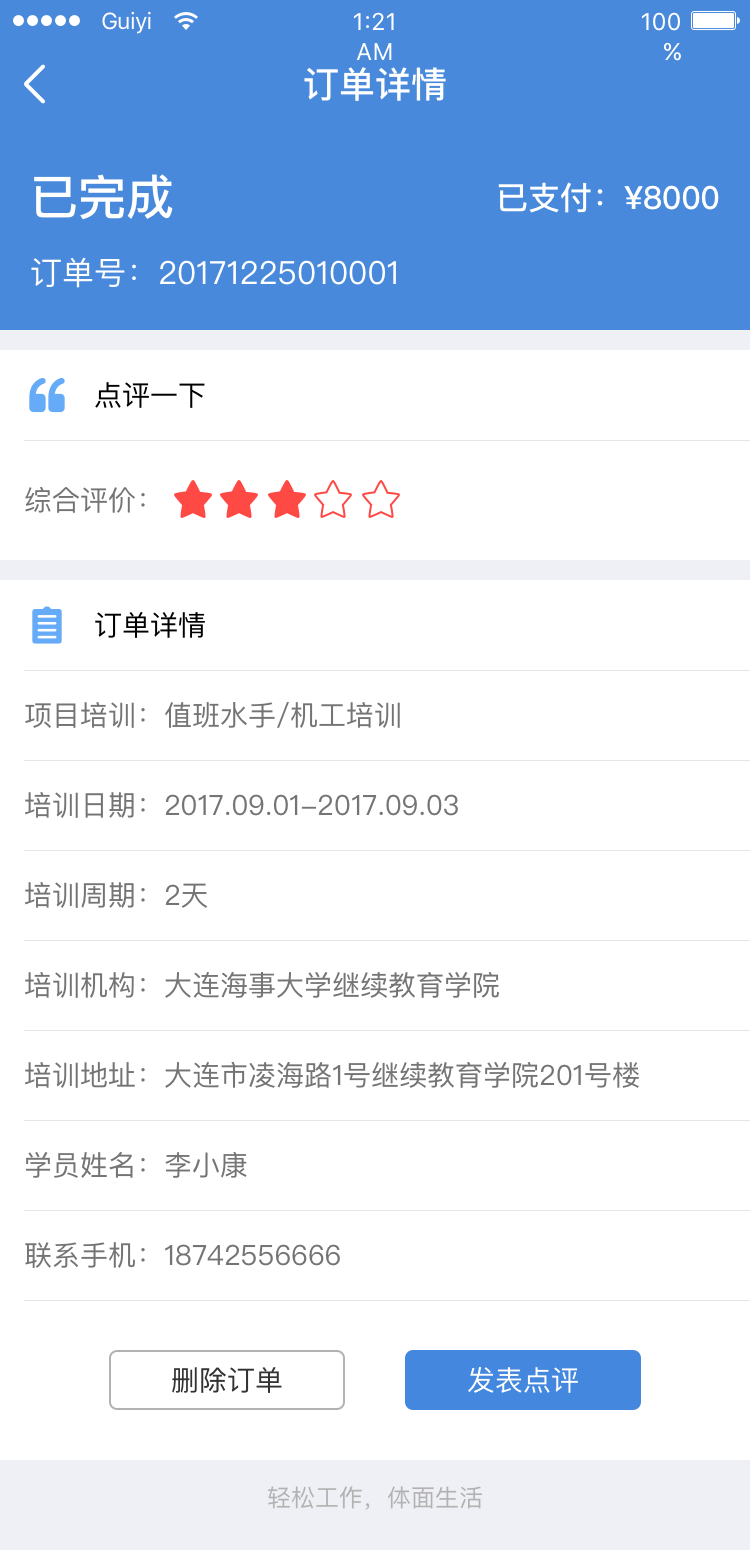 Guiyi 1:21 AM 100 %
订单详情
已完成 已支付：¥8000
订单号：20171225010001
点评一下
综合评价：
订单详情
项目培训：值班水手/机工培训
培训日期：2017.09.01-2017.09.03
培训周期：2天
培训机构：大连海事大学继续教育学院
培训地址：大连市凌海路1号继续教育学院201号楼
学员姓名：李小康
联系手机：18742556666
删除订单 发表点评
轻松工作，体面生活